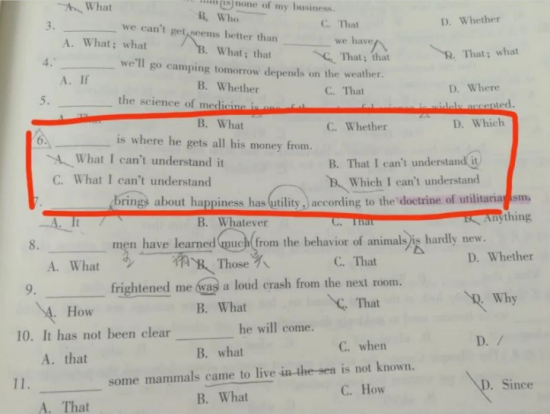 A. What
is none of my business.
B. Who
C. That
D. Whether
3. ______ we can't get seems better than ______ we have.
A. What; what
B. What; that
C. That; that
D. That; what
4. ______ we'll go camping tomorrow depends on the weather.
A. If
B. Whether
C. That
D. Where
5. ______ the science of medicine is one of the
is widely accepted.
B. What
C. Whether
D. Which
6. ______ is where he gets all his money from.
A. What I can't understand it
B. That I can't understand it
C. What I can't understand
D. Which I can't understand
7. ______ brings about happiness has utility, according to the doctrine of utilitarianism.
A. It
B. Whatever
C. That
D. Anything
8. ______ men have learned much from the behavior of animals is hardly new.
A. What
B. Those
C. That
D. Whether
9. ______ frightened me was a loud crash from the next room.
A. How
B. What
C. That
D. Why
10. It has not been clear ______ he will come.
A. that
B. what
C. when
D. /
11. ______ some mammals came to live in the sea is not known.
A. That
B. What
C. How
D. Since